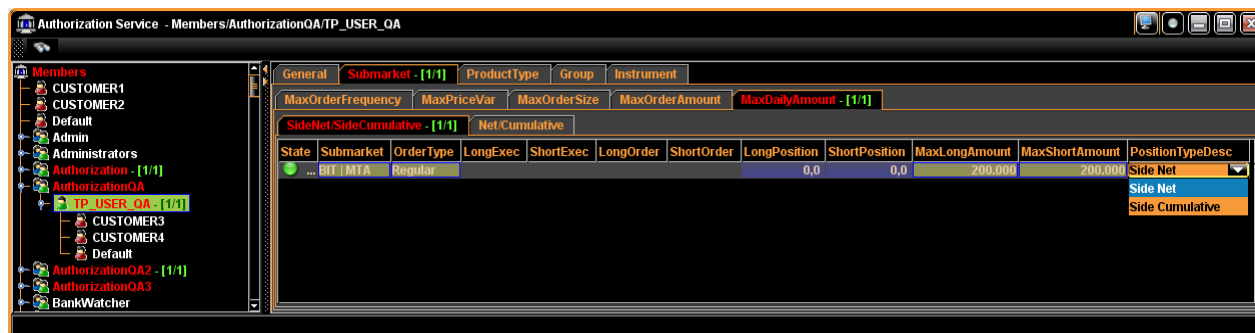 Authorization Service - Members/AuthorizationQA/TP_USER_QA
Members
CUSTOMER1
CUSTOMER2
Default
Admin
Administrators
Authorization - [1/1]
AuthorizationQA
TP_USER_QA - [1/1]
CUSTOMER3
CUSTOMER4
Default
AuthorizationQA2 - [1/1]
AuthorizationQA3
BankWatcher
General Submarket - [1/1] ProductType Group Instrument
MaxOrderFrequency MaxPriceVar MaxOrderSize MaxOrderAmount MaxDailyAmount - [1/1]
SideNet/SideCumulative - [1/1] Net/Cumulative
State Submarket OrderType LongExec ShortExec LongOrder ShortOrder LongPosition ShortPosition MaxLongAmount MaxShortAmount PositionTypeDesc
... BIT | MTA Regular 0,0 0,0 200.000 200.000 Side Net
Side Net
Side Cumulative